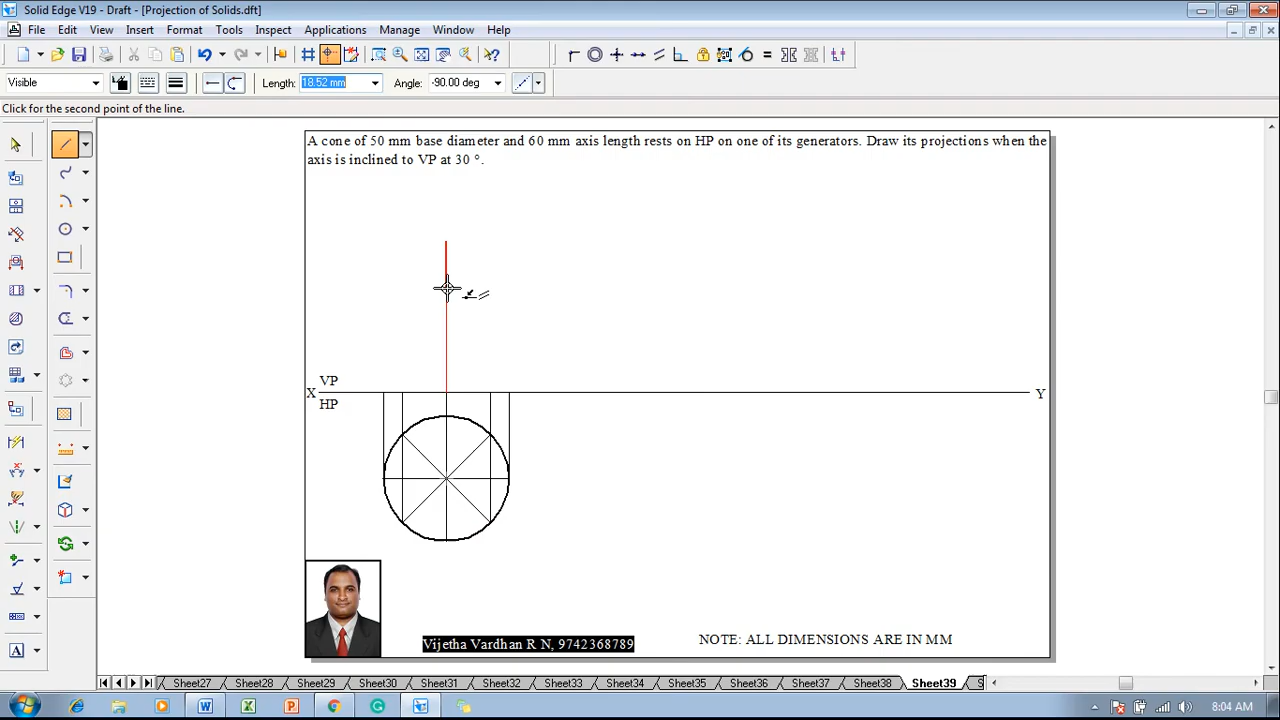 Solid Edge V19 - Draft - [Projection of Solids.dft]
File Edit View Insert Format Tools Inspect Applications Manage Window Help
Visible Length: 18.52 mm Angle: -90.00 deg
Click for the second point of the line.
A cone of 50 mm base diameter and 60 mm axis length rests on HP on one of its generators. Draw its projections when the
axis is inclined to VP at 30 °.
VP
X Y
HP
Vijetha Vardhan R N, 9742368789
NOTE: ALL DIMENSIONS ARE IN MM
Sheet27 Sheet28 Sheet29 Sheet30 Sheet31 Sheet32 Sheet33 Sheet34 Sheet35 Sheet36 Sheet37 Sheet38 Sheet39 S
8:04 AM